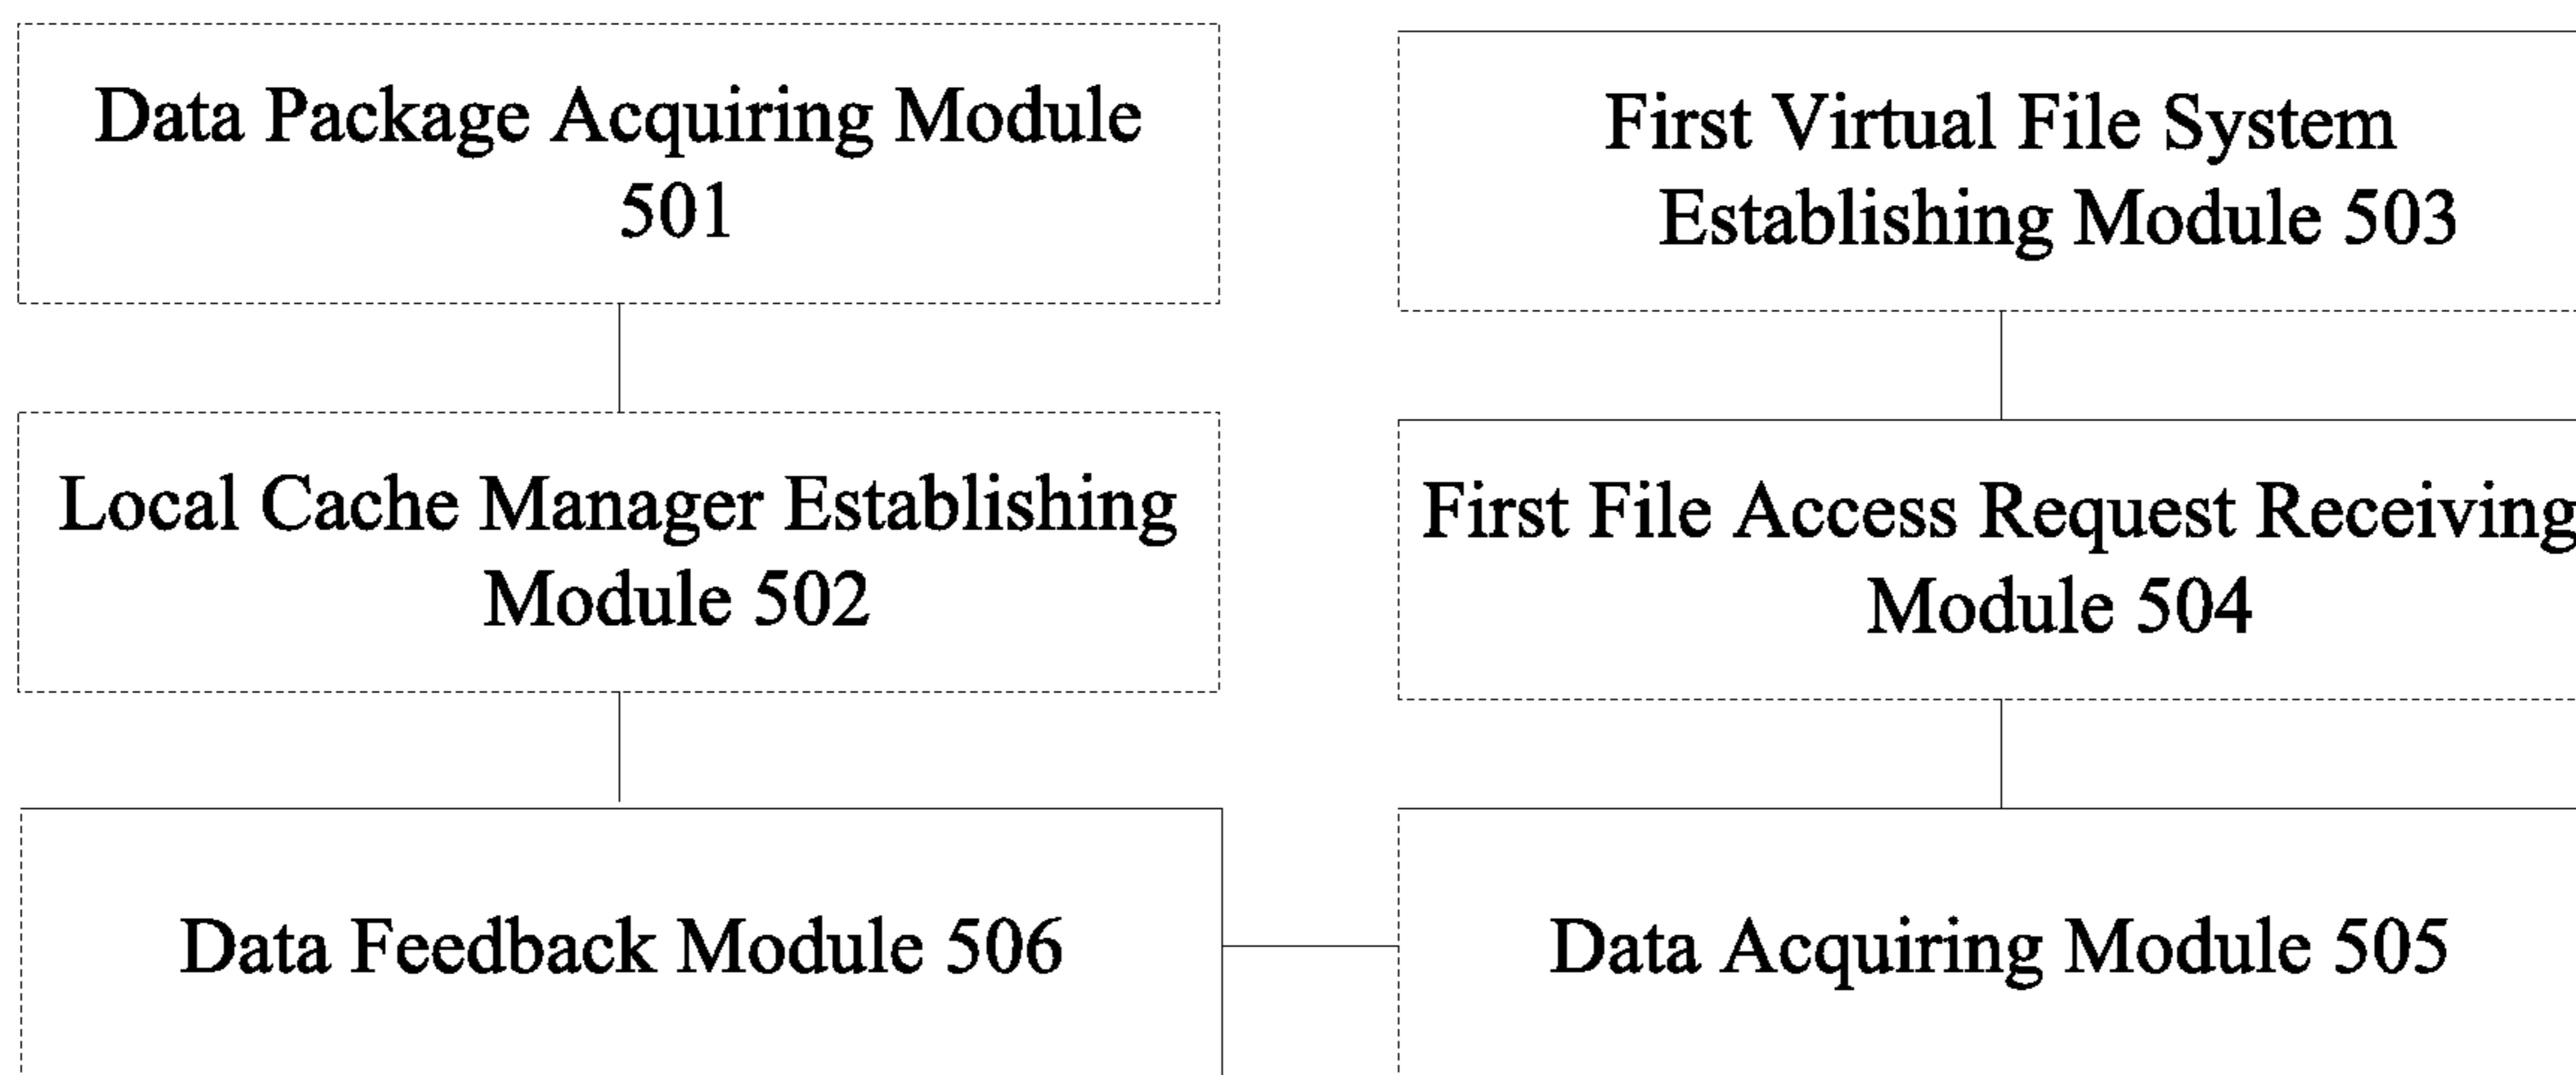 Data Package Acquiring Module
501
Local Cache Manager Establishing
Module 502
Data Feedback Module 506
First Virtual File System
Establishing Module 503
First File Access Request Receiving
Module 504
Data Acquiring Module 505